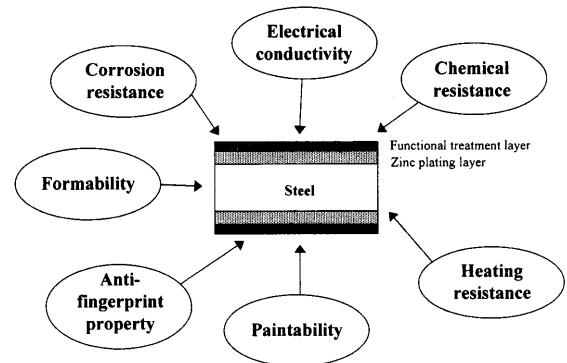 Electrical
conductivity
Corrosion
resistance
Chemical
resistance
Functional treatment layer
Zinc plating layer
Formability
Steel
Anti-
fingerprint
property
Heating
resistance
Paintability